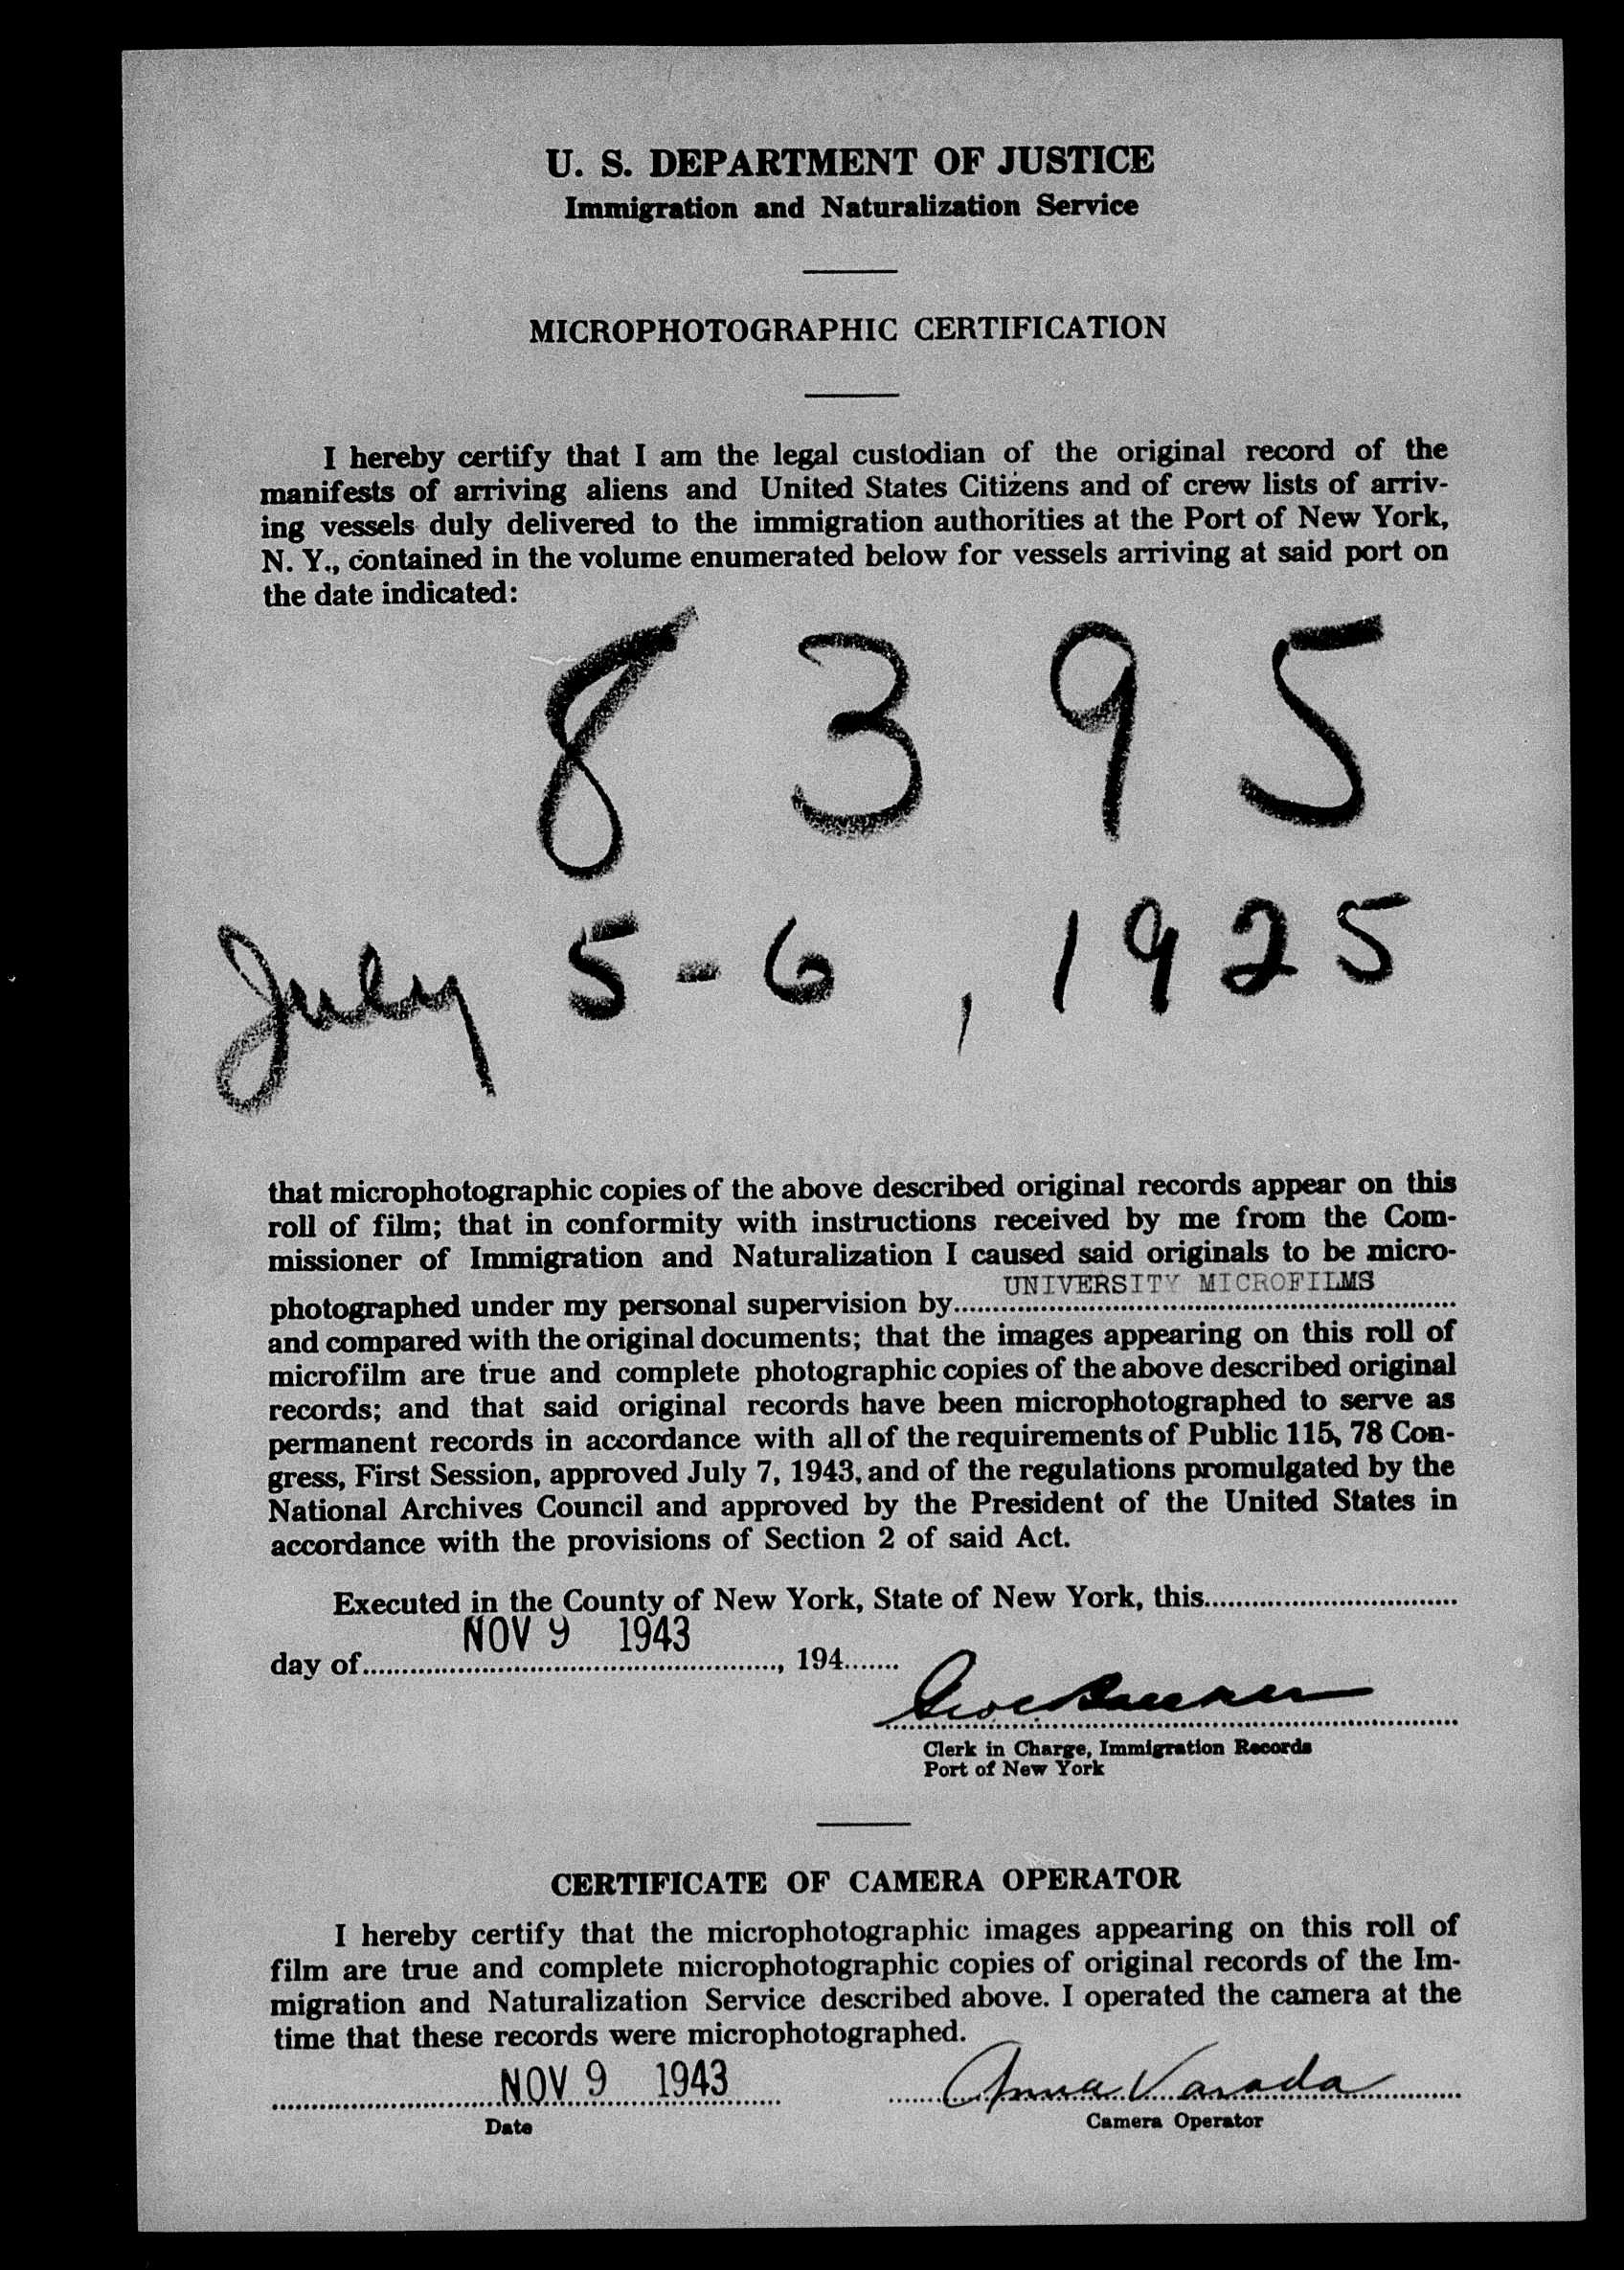 U. S. DEPARTMENT OF JUSTICE
Immigration and Naturalization Service
MICROPHOTOGRAPHIC CERTIFICATION
I hereby certify that I am the legal custodian of the original record of the
manifests of arriving aliens and United States Citizens and of crew lists of arriv-
ing vessels duly delivered to the immigration authorities at the Port of New York,
N. Y., contained in the volume enumerated below for vessels arriving at said port on
the date indicated:
8395
July 5-6, 1925
that microphotographic copies of the above described original records appear on this
roll of film; that in conformity with instructions received by me from the Com-
missioner of Immigration and Naturalization I caused said originals to be micro-
photographed under my personal supervision by UNIVERSITY MICROFILMS
and compared with the original documents; that the images appearing on this roll of
microfilm are true and complete photographic copies of the above described original
records; and that said original records have been microphotographed to serve as
permanent records in accordance with all of the requirements of Public 115, 78 Con-
gress, First Session, approved July 7, 1943, and of the regulations promulgated by the
National Archives Council and approved by the President of the United States in
accordance with the provisions of Section 2 of said Act.
Executed in the County of New York, State of New York, this
day of NOV 9 1943, 194
Clerk in Charge, Immigration Records
Port of New York
CERTIFICATE OF CAMERA OPERATOR
I hereby certify that the microphotographic images appearing on this roll of
film are true and complete microphotographic copies of original records of the Im-
migration and Naturalization Service described above. I operated the camera at the
time that these records were microphotographed.
NOV 9 1943 Anna Varada
Date Camera Operator